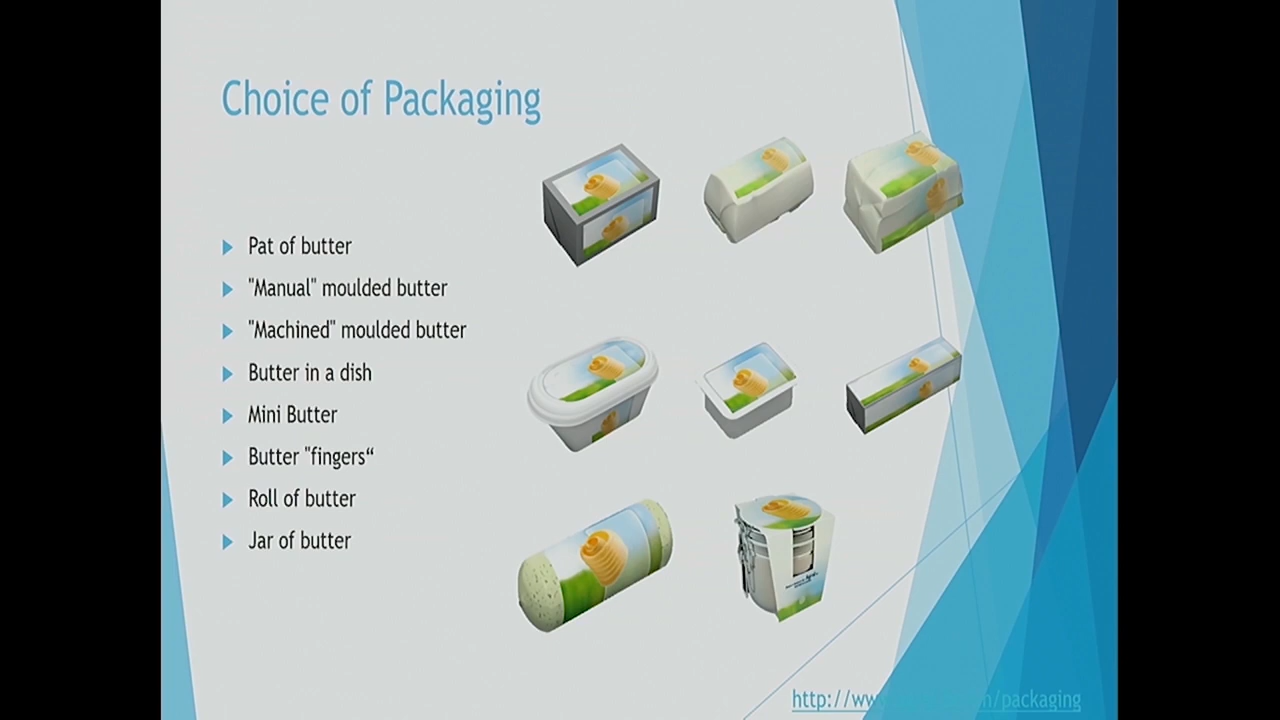 Choice of Packaging
Pat of butter
"Manual" moulded butter
"Machined" moulded butter
Butter in a dish
Mini Butter
Butter "fingers“
Roll of butter
Jar of butter
/packaging